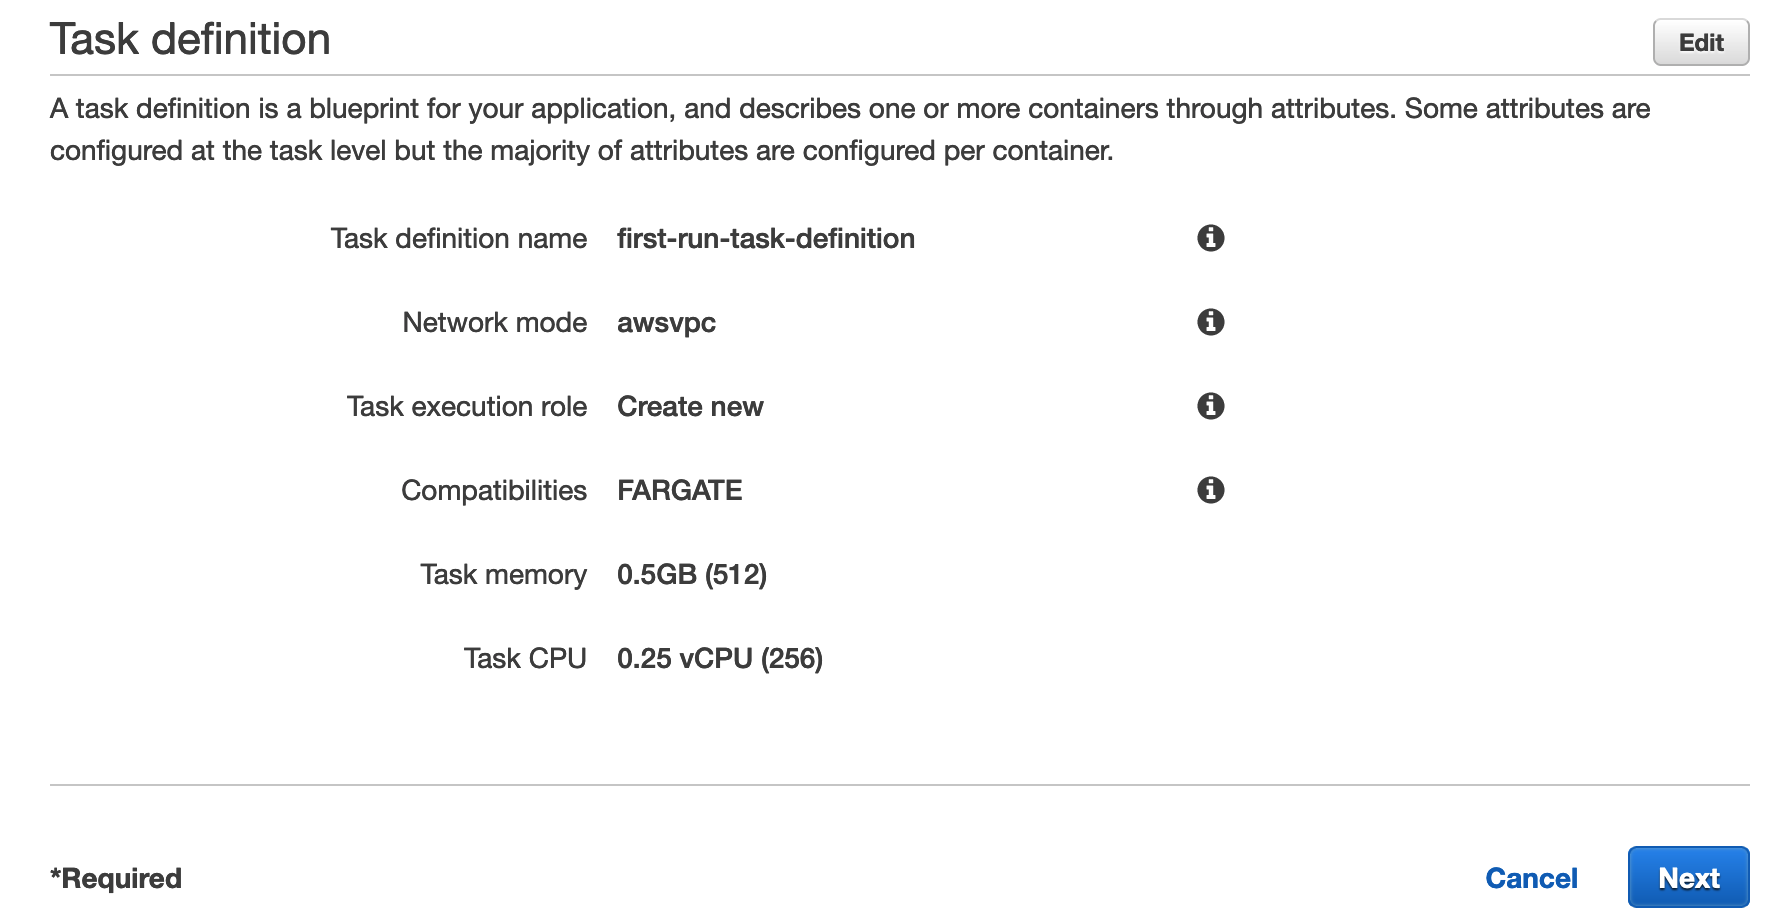 Task definition
Edit
A task definition is a blueprint for your application, and describes one or more containers through attributes. Some attributes are
configured at the task level but the majority of attributes are configured per container.
Task definition name first-run-task-definition
Network mode awsvpc
Task execution role Create new
Compatibilities FARGATE
Task memory 0.5GB (512)
Task CPU 0.25 vCPU (256)
*Required
Cancel
Next